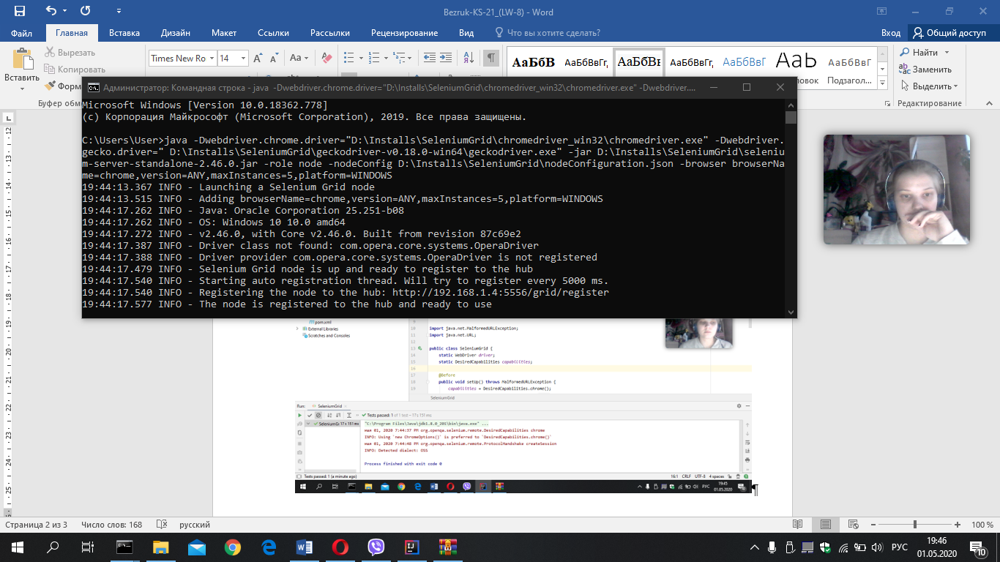 Bezruk-KS-21_(LW-8) - Word
Файл Главная Вставка Дизайн Макет Ссылки Рассылки Рецензирование Вид Что вы хотите сделать? Вход Общий доступ
Вставить
Вырезать
Копировать
Форм
Буфер обм
Times New Ro 14
Aa
АаБбВ АаБбВвГг, АаБбВв АаБбВвГг, АаБбВвГ Aab АаБбВвГ
ловок Подзагол...
Найти
Заменить
Выделить
Редактирование
Администратор: Командная строка - java -Dwebdriver.chrome.driver="D:\Installs\SeleniumGrid\chromedriver_win32\chromedriver.exe" -Dwebdriver....
Microsoft Windows [Version 10.0.18362.778]
(c) Корпорация Майкрософт (Microsoft Corporation), 2019. Все права защищены.
C:\Users\User>java -Dwebdriver.chrome.driver="D:\Installs\SeleniumGrid\chromedriver_win32\chromedriver.exe" -Dwebdriver.
gecko.driver=" D:\Installs\SeleniumGrid\geckodriver-v0.18.0-win64\geckodriver.exe" -jar D:\Installs\SeleniumGrid\seleniu
m-server-standalone-2.46.0.jar -role node -nodeConfig D:\Installs\SeleniumGrid\nodeConfiguration.json -browser browserNa
me=chrome,version=ANY,maxInstances=5,platform=WINDOWS
19:44:13.367 INFO - Launching a Selenium Grid node
19:44:13.515 INFO - Adding browserName=chrome,version=ANY,maxInstances=5,platform=WINDOWS
19:44:17.262 INFO - Java: Oracle Corporation 25.251-b08
19:44:17.262 INFO - OS: Windows 10 10.0 amd64
19:44:17.272 INFO - v2.46.0, with Core v2.46.0. Built from revision 87c69e2
19:44:17.387 INFO - Driver class not found: com.opera.core.systems.OperaDriver
19:44:17.388 INFO - Driver provider com.opera.core.systems.OperaDriver is not registered
19:44:17.479 INFO - Selenium Grid node is up and ready to register to the hub
19:44:17.540 INFO - Starting auto registration thread. Will try to register every 5000 ms.
19:44:17.540 INFO - Registering the node to the hub: http://192.168.1.4:5556/grid/register
19:44:17.577 INFO - The node is registered to the hub and ready to use
pom.xml
External Libraries
Scratches and Consoles
9
10 import java.net.MalformedURLException;
11 import java.net.URL;
12
13 public class SeleniumGrid {
14 static WebDriver driver;
15 static DesiredCapabilities capabilities;
16
17 @Before
18 public void setUp() throws MalformedURLException {
19 capabilities = DesiredCapabilities.chrome();
SeleniumGrid
Run: SeleniumGrid
Tests passed: 1 of 1 test – 17 s 151 ms
SeleniumGr 17 s 151 ms
"C:\Program Files\Java\jdk1.8.0_201\bin\java.exe" ...
мая 01, 2020 7:44:37 PM org.openqa.selenium.remote.DesiredCapabilities chrome
INFO: Using `new ChromeOptions()` is preferred to `DesiredCapabilities.chrome()`
мая 01, 2020 7:44:48 PM org.openqa.selenium.remote.ProtocolHandshake createSession
INFO: Detected dialect: OSS
Process finished with exit code 0
Tests passed: 1 (a minute ago) 16:1 CRLF UTF-8 4 spaces
РУС 19:45
01.05.2020
¶
Страница 2 из 3 Число слов: 168 русский 100 %
РУС 19:46
01.05.2020
10